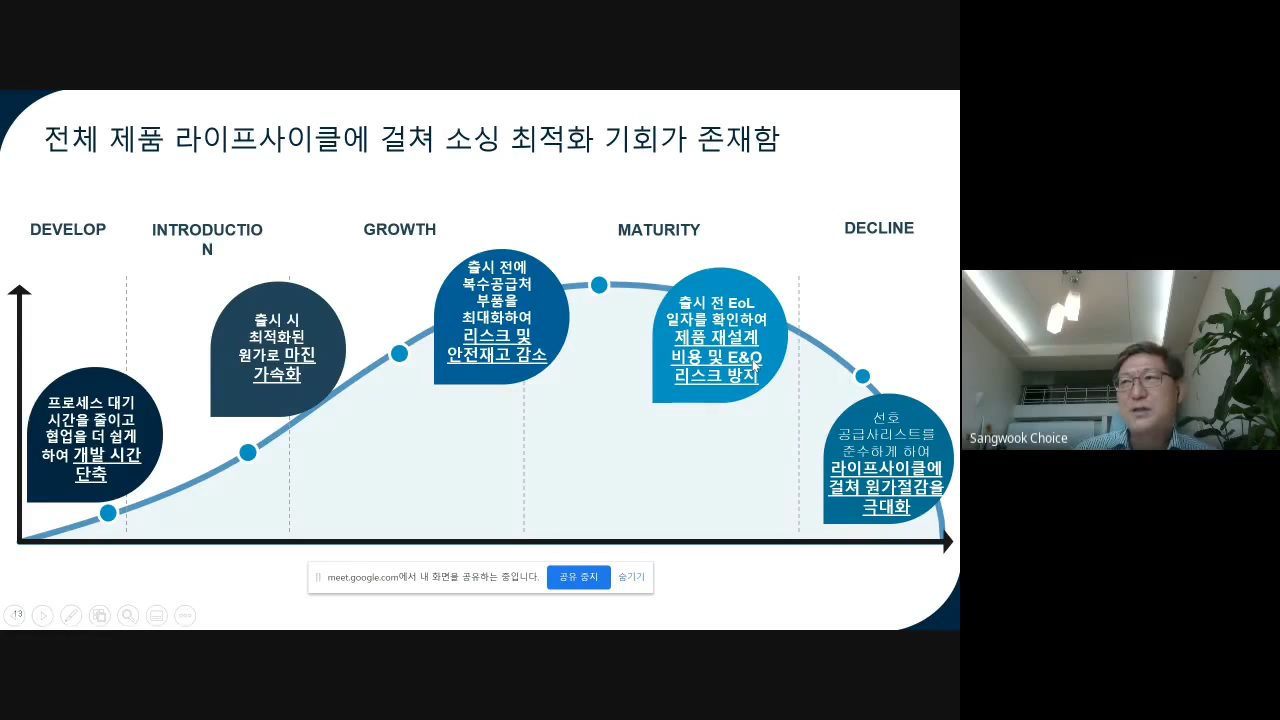 전체 제품 라이프사이클에 걸쳐 소싱 최적화 기회가 존재함
DEVELOP
INTRODUCTIO
N
GROWTH
MATURITY
DECLINE
프로세스 대기
시간을 줄이고
협업을 더 쉽게
하여 개발 시간
단축
출시 시
최적화된
원가로 마진
가속화
출시 전에
복수공급처
부품을
최대화하여
리스크 및
안전재고 감소
출시 전 EoL
일자를 확인하여
제품 재설계
비용 및 E&O
리스크 방지
선호
공급사리스트를
준수하게 하여
라이프사이클에
걸쳐 원가절감을
극대화
meet.google.com에서 내 화면을 공유하는 중입니다.
공유 중지
숨기기
13
Sangwook Choice